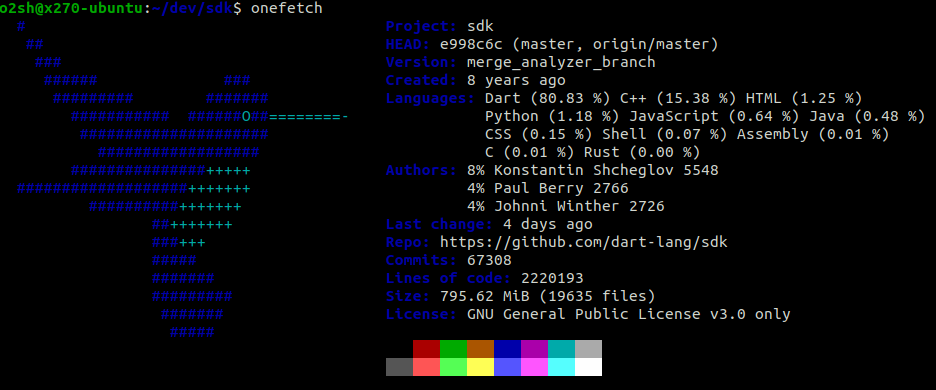 o2sh@x270-ubuntu:~/dev/sdk$ onefetch
#                                        Project: sdk
 ##                                      HEAD: e998c6c (master, origin/master)
  ###                                    Version: merge_analyzer_branch
   ######              ###               Created: 8 years ago
    #########        #######             Languages: Dart (80.83 %) C++ (15.38 %) HTML (1.25 %)
      ###########  ######O##=========-              Python (1.18 %) JavaScript (0.64 %) Java (0.48 %)
       #####################                        CSS (0.15 %) Shell (0.07 %) Assembly (0.01 %)
         ##################                         C (0.01 %) Rust (0.00 %)
      ###############+++++               Authors: 8% Konstantin Shcheglov 5548
###################+++++++                        4% Paul Berry 2766
        ##########+++++++                         4% Johnni Winther 2726
               ##+++++++                 Last change: 4 days ago
               ###+++                    Repo: https://github.com/dart-lang/sdk
               #####                     Commits: 67308
               #######                   Lines of code: 2220193
               #########                 Size: 795.62 MiB (19635 files)
                #######                  License: GNU General Public License v3.0 only
                 #####